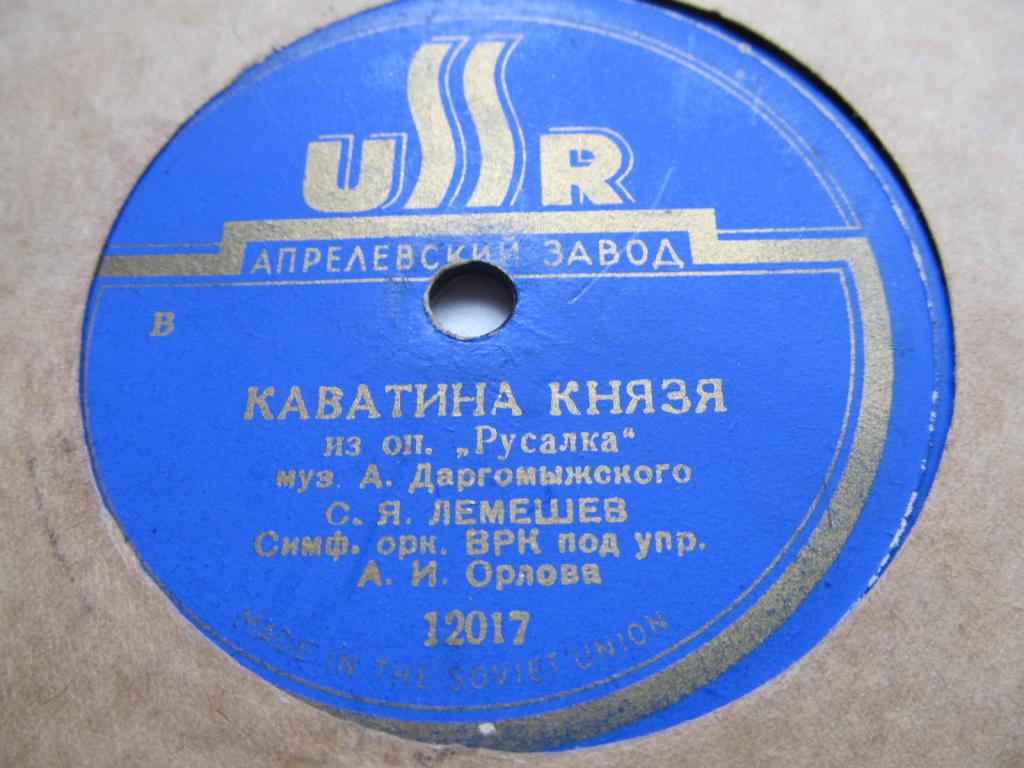 USSR
АПРЕЛЕВСКИЙ ЗАВОД
В
КАВАТИНА КНЯЗЯ
из оп. „Русалка“
муз. А. Даргомыжского
С. Я. ЛЕМЕШЕВ
Симф. орк. ВРК под упр.
А. И. Орлова
12017
MADE IN THE SOVIET UNION